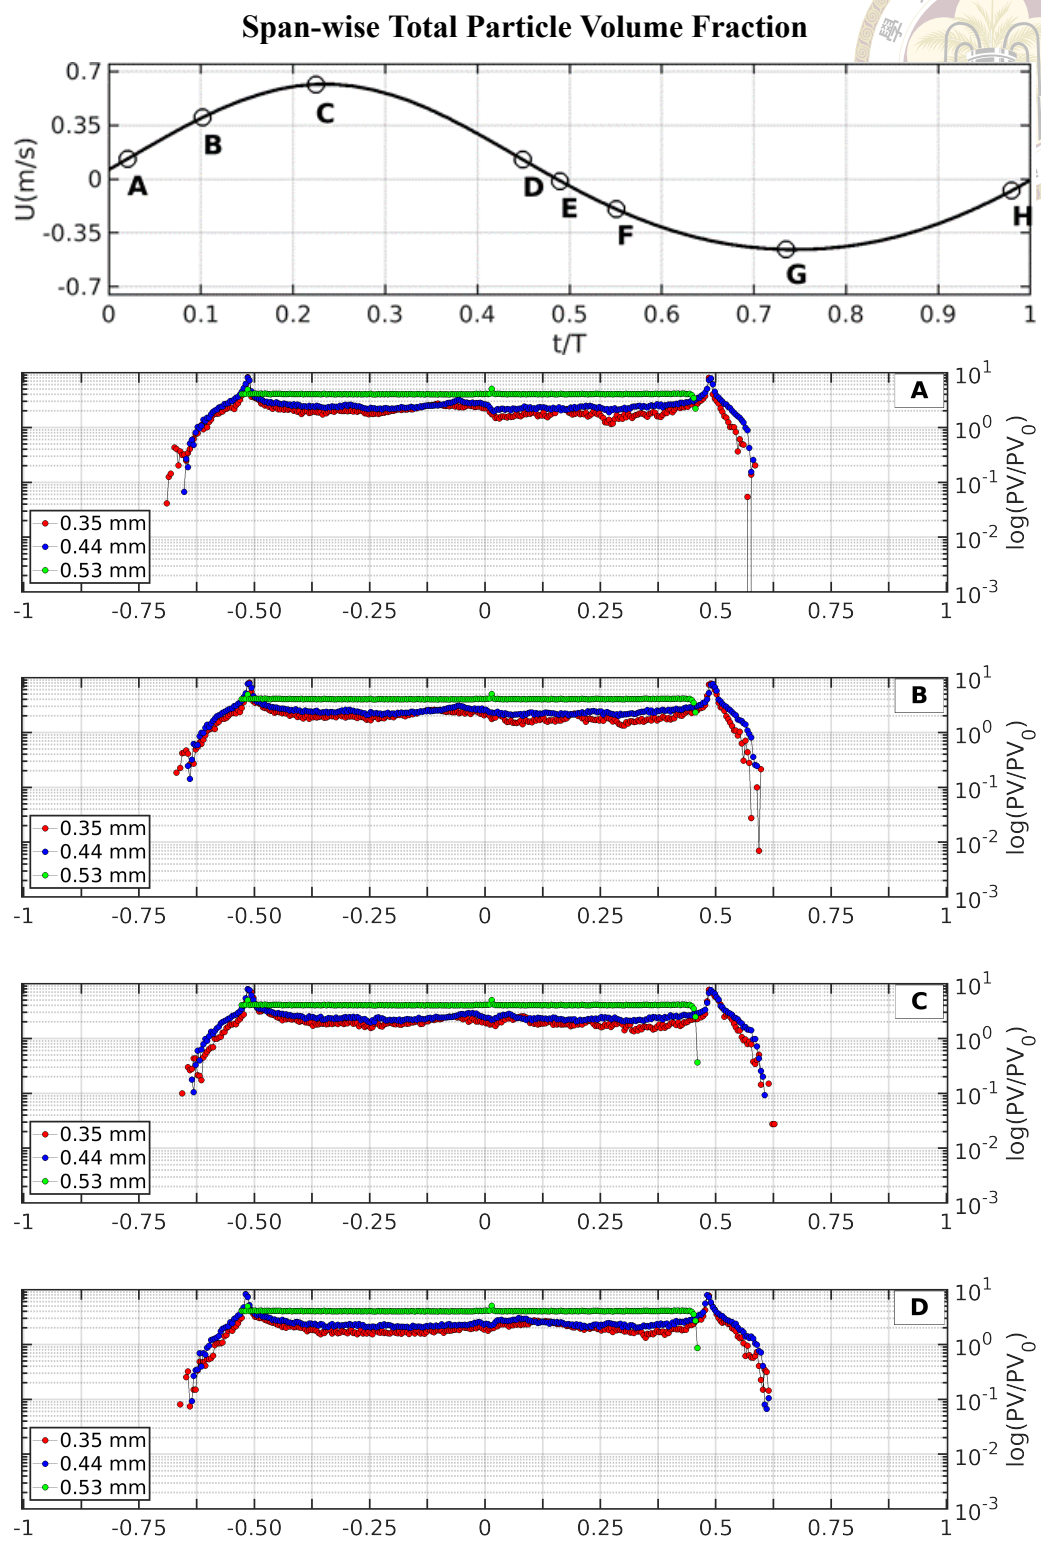 Span-wise Total Particle Volume Fraction
學
0.7
0.35
0
-0.35
-0.7
U(m/s)
A
B
C
D
E
F
G
H
0 0.1 0.2 0.3 0.4 0.5 0.6 0.7 0.8 0.9 1
t/T
A
10^1
10^0
10^-1
10^-2
10^-3
log(PV/PV_0)
0.35 mm
0.44 mm
0.53 mm
-1 -0.75 -0.50 -0.25 0 0.25 0.5 0.75 1
B
10^1
10^0
10^-1
10^-2
10^-3
log(PV/PV_0)
0.35 mm
0.44 mm
0.53 mm
-1 -0.75 -0.50 -0.25 0 0.25 0.5 0.75 1
C
10^1
10^0
10^-1
10^-2
10^-3
log(PV/PV_0)
0.35 mm
0.44 mm
0.53 mm
-1 -0.75 -0.50 -0.25 0 0.25 0.5 0.75 1
D
10^1
10^0
10^-1
10^-2
10^-3
log(PV/PV_0)
0.35 mm
0.44 mm
0.53 mm
-1 -0.75 -0.50 -0.25 0 0.25 0.5 0.75 1